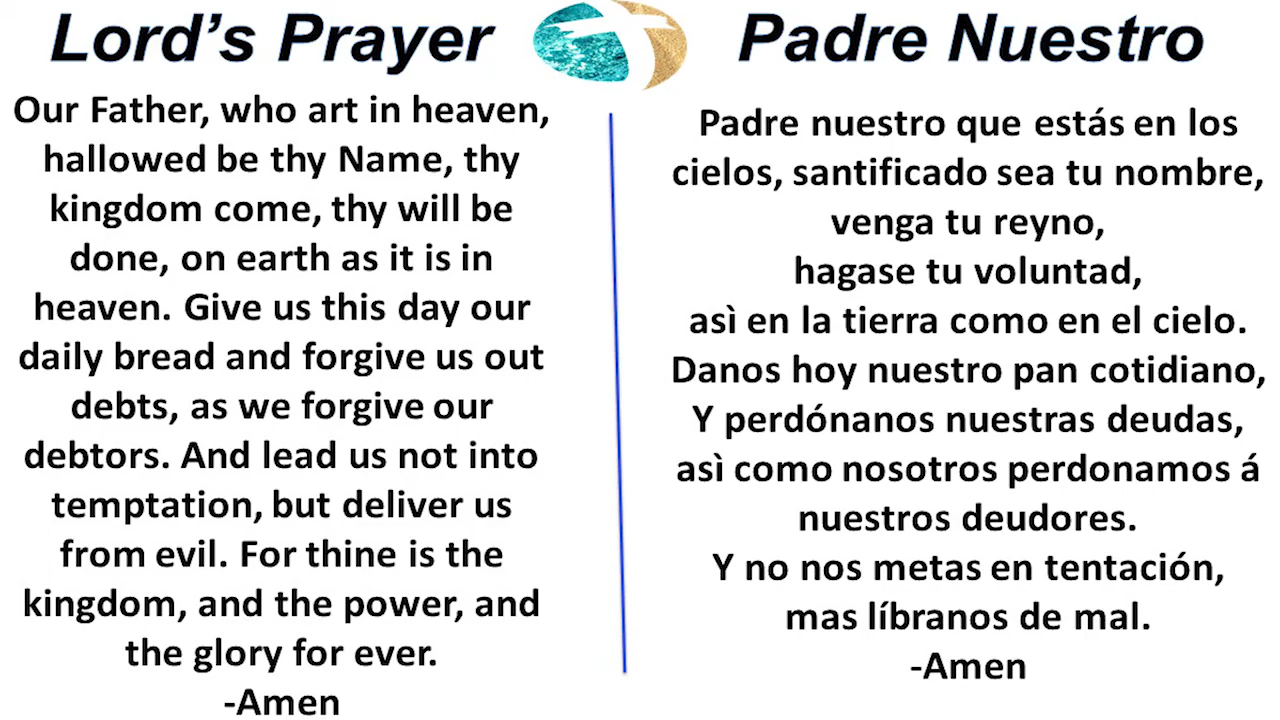 Lord's Prayer
Our Father, who art in heaven,
hallowed be thy Name, thy
kingdom come, thy will be
done, on earth as it is in
heaven. Give us this day our
daily bread and forgive us out
debts, as we forgive our
debtors. And lead us not into
temptation, but deliver us
from evil. For thine is the
kingdom, and the power, and
the glory for ever.
-Amen
Padre Nuestro
Padre nuestro que estás en los
cielos, santificado sea tu nombre,
venga tu reyno,
hagase tu voluntad,
asì en la tierra como en el cielo.
Danos hoy nuestro pan cotidiano,
Y perdónanos nuestras deudas,
asì como nosotros perdonamos á
nuestros deudores.
Y no nos metas en tentación,
mas líbranos de mal.
-Amen